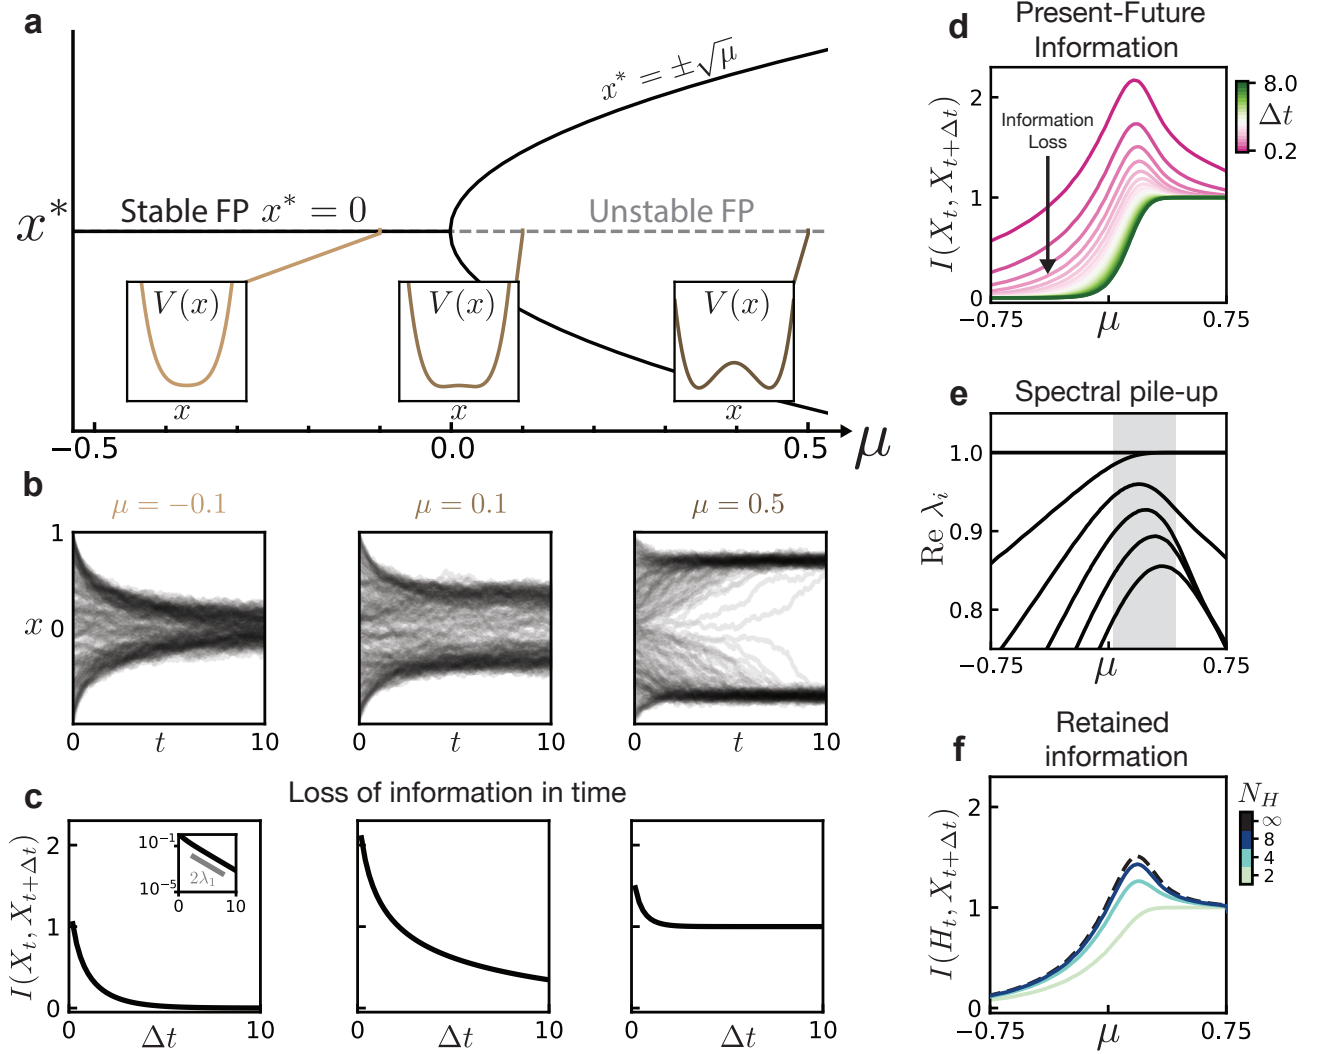 a
x* = ±√μ
x*
Stable FP x* = 0
Unstable FP
V(x)
V(x)
V(x)
x
x
x
−0.5
0.0
0.5
μ
b
μ = −0.1
μ = 0.1
μ = 0.5
1
x 0
0
t
10
0
t
10
0
t
10
c
Loss of information in time
I(X_t, X_{t+Δt})
2
1
0
10^{-1}
10^{-5}
2λ_1
0
10
0
Δt
10
0
Δt
10
0
Δt
10
d
Present-Future
Information
I(X_t, X_{t+Δt})
2
1
0
Information
Loss
8.0
Δt
0.2
−0.75
μ
0.75
e
Spectral pile-up
Re λ_i
1.0
0.9
0.8
−0.75
μ
0.75
f
Retained
information
I(H_t, X_{t+Δt})
2
1
0
N_H
∞
8
4
2
−0.75
μ
0.75